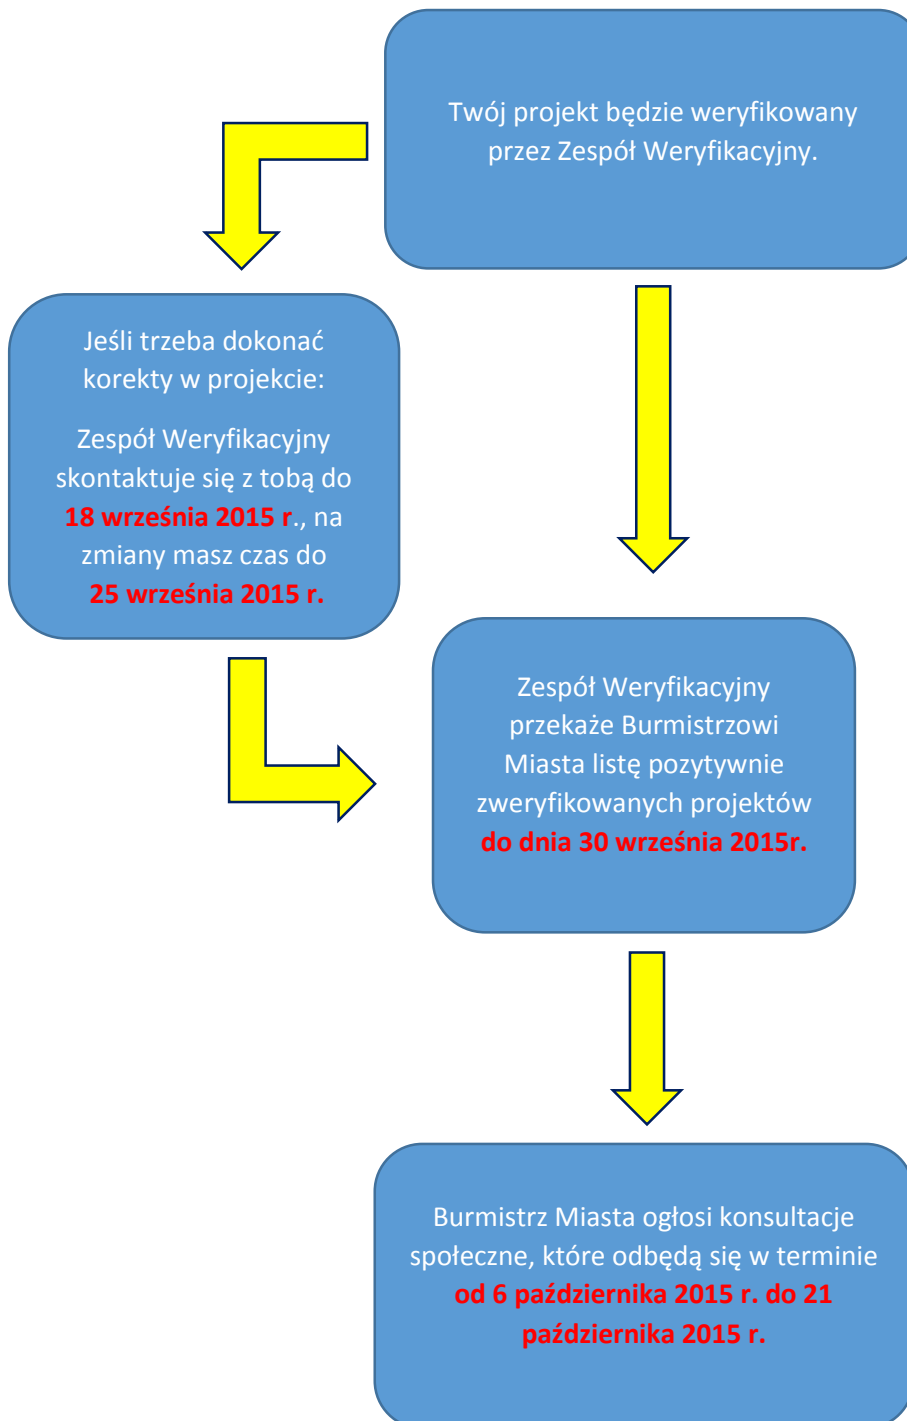 Twój projekt będzie weryfikowany
przez Zespół Weryfikacyjny.
Jeśli trzeba dokonać
korekty w projekcie:
Zespół Weryfikacyjny
skontaktuje się z tobą do
18 września 2015 r., na
zmiany masz czas do
25 września 2015 r.
Zespół Weryfikacyjny
przekaże Burmistrzowi
Miasta listę pozytywnie
zweryfikowanych projektów
do dnia 30 września 2015r.
Burmistrz Miasta ogłosi konsultacje
społeczne, które odbędą się w terminie
od 6 października 2015 r. do 21
października 2015 r.